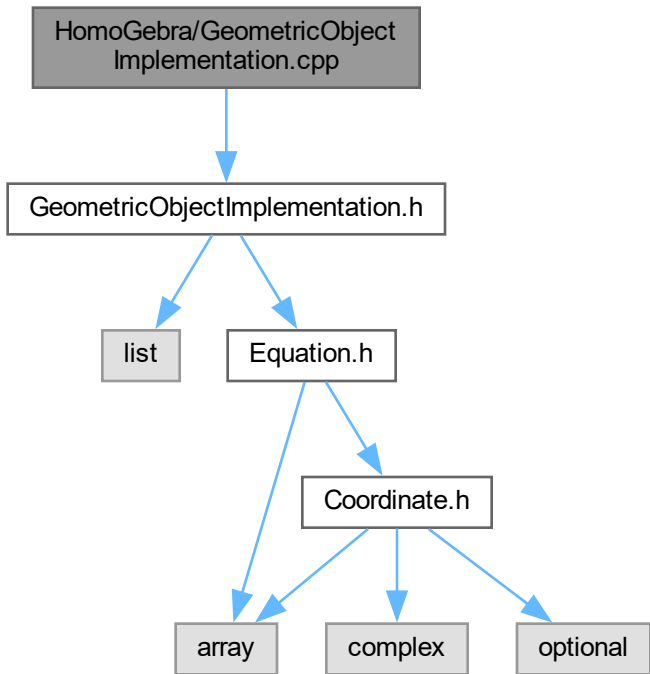 HomoGebra/GeometricObject
Implementation.cpp
GeometricObjectImplementation.h
list
Equation.h
Coordinate.h
array
complex
optional